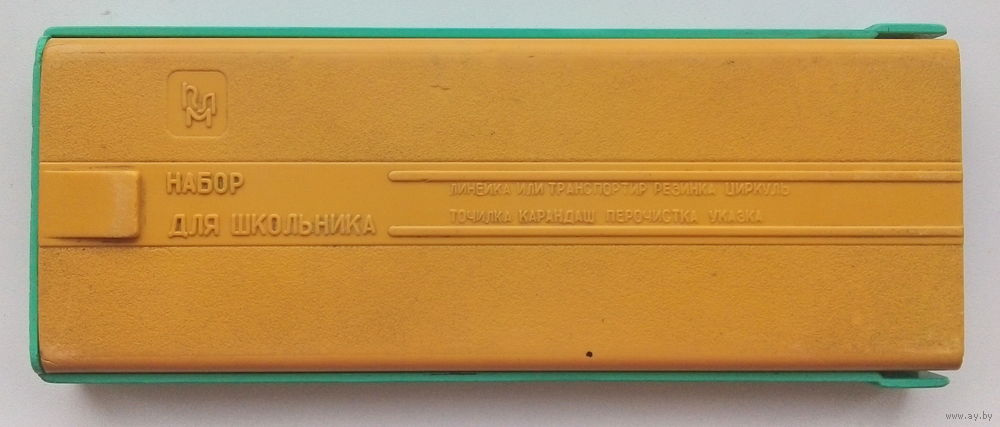 НАБОР
ДЛЯ ШКОЛЬНИКА
ЛИНЕЙКА ИЛИ ТРАНСПОРТИР РЕЗИНКА ЦИРКУЛЬ
ТОЧИЛКА КАРАНДАШ ПЕРОЧИСТКА УКАЗКА
www.ay.by